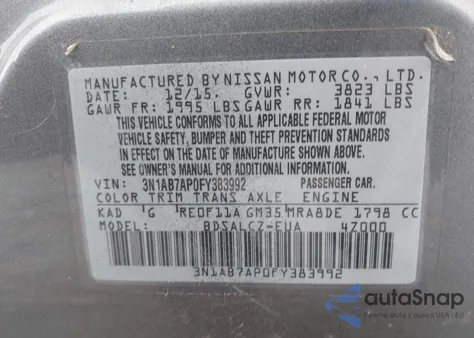 MANUFACTURED BY NISSAN MOTOR CO., LTD.
DATE: 12/15. GVWR: 3823 LBS
GAWR FR: 1995 LBS GAWR RR: 1841 LBS
THIS VEHICLE CONFORMS TO ALL APPLICABLE FEDERAL MOTOR
VEHICLE SAFETY, BUMPER AND THEFT PREVENTION STANDARDS
IN EFFECT ON THE DATE OF MANUFACTURE SHOWN ABOVE.
SEE OWNER'S MANUAL FOR ADDITIONAL INFORMATION.
VIN: 3N1AB7AP0FY383992 PASSENGER CAR.
COLOR TRIM TRANS AXLE ENGINE
KAD G RE0F11A GM35 MRA8DE 1798 CC
MODEL: BDSALCZ-EUA 4Z000
3N1AB7AP0FY383992
autoSnap